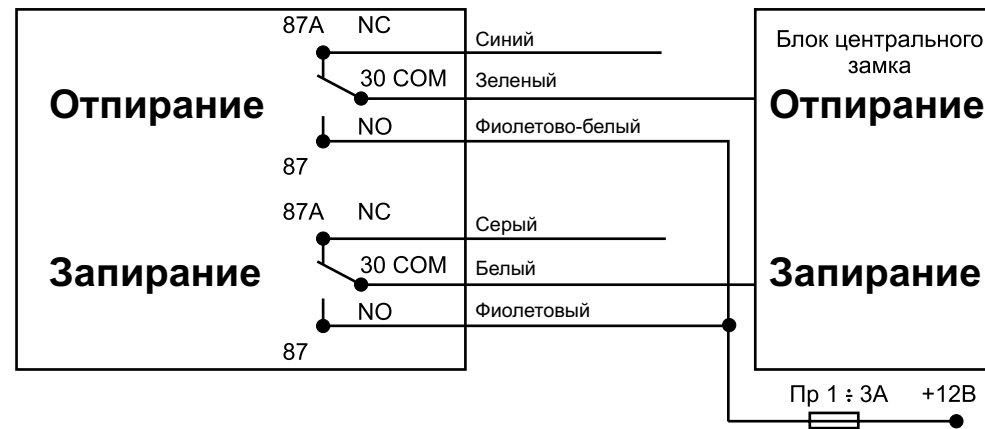 87A NC
Синий
30 COM
Зеленый
Отпирание
NO
Фиолетово-белый
87
87A NC
Серый
30 COM
Белый
Запирание
NO
Фиолетовый
87
Блок центрального
замка
Отпирание
Запирание
Пр 1 ÷ 3А +12В